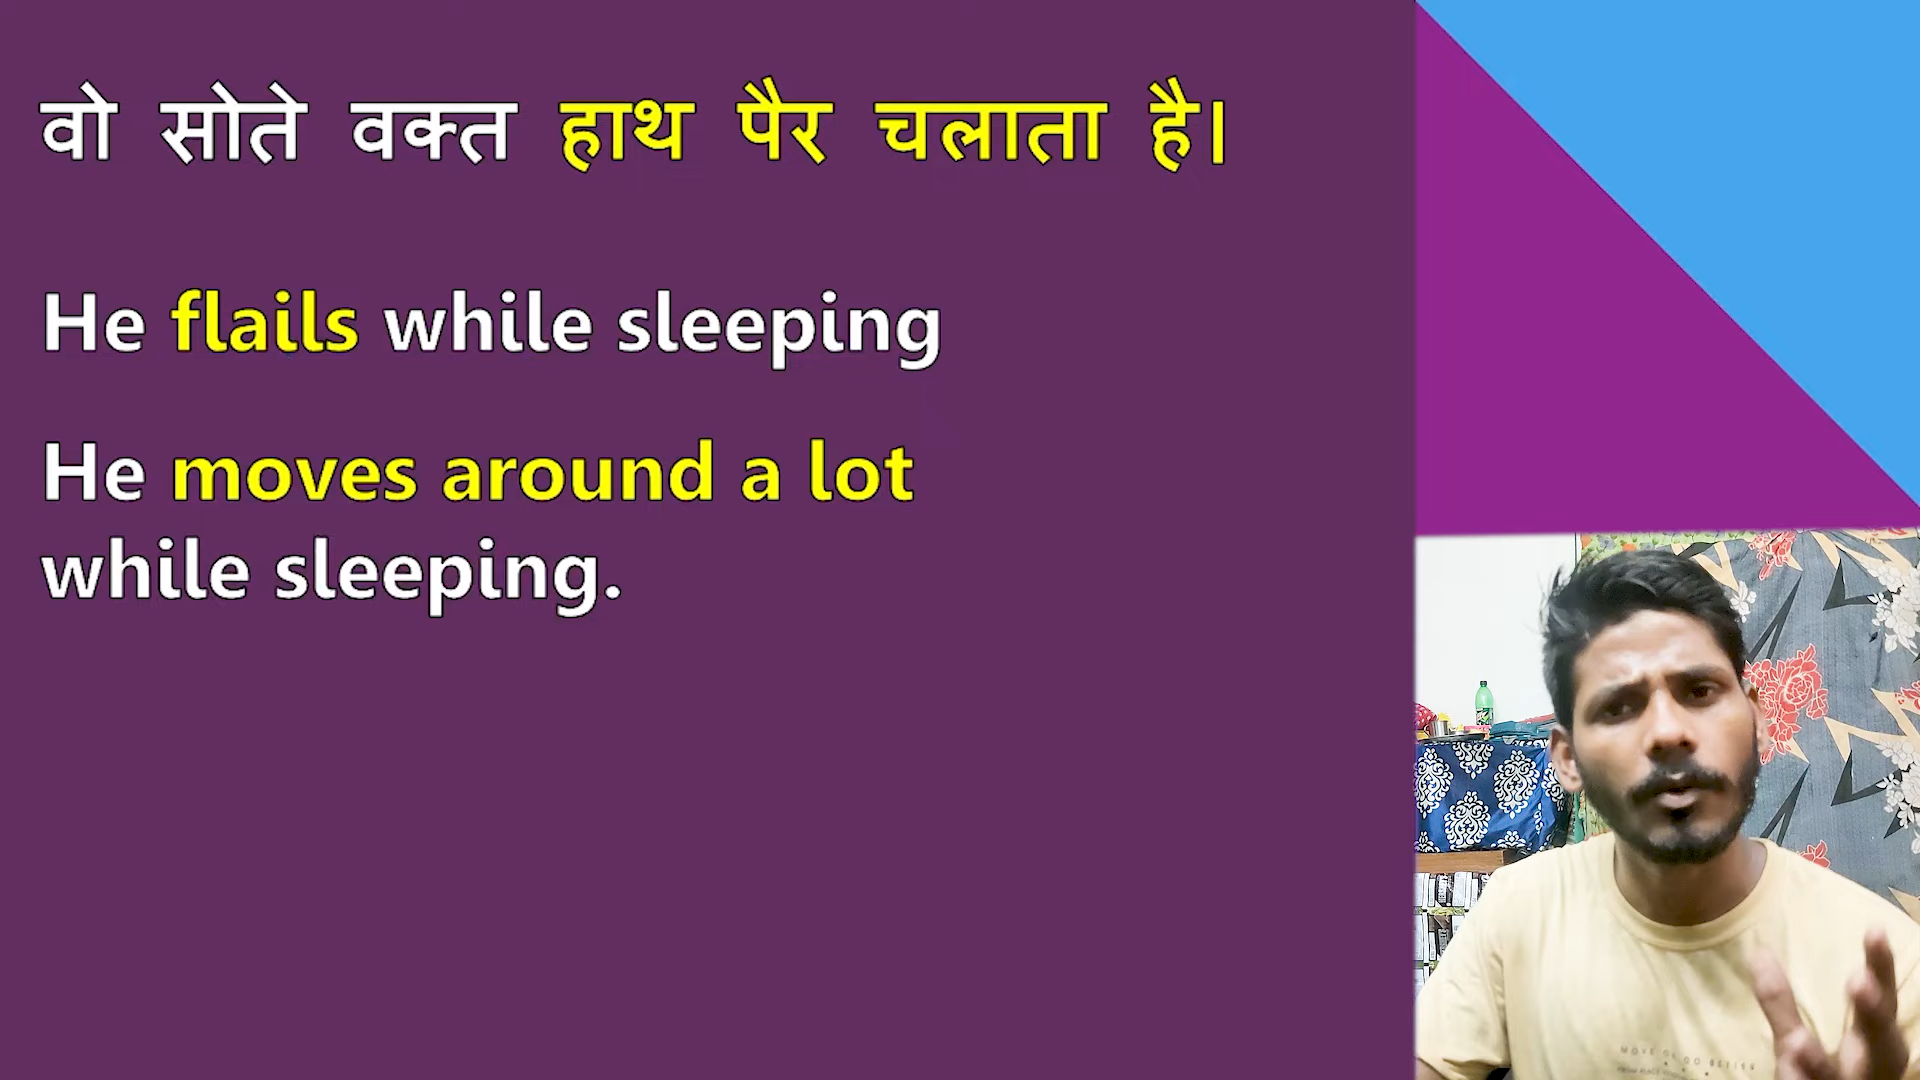 वो सोते वक्त हाथ पैर चलाता है।
He flails while sleeping
He moves around a lot
while sleeping.